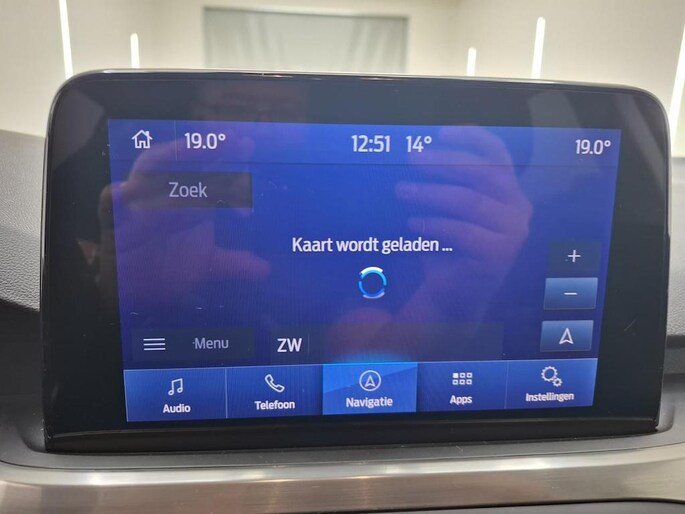 19.0° 12:51 14° 19.0°
Zoek
Kaart wordt geladen ...
+
−
Menu ZW
Audio Telefoon Navigatie Apps Instellingen